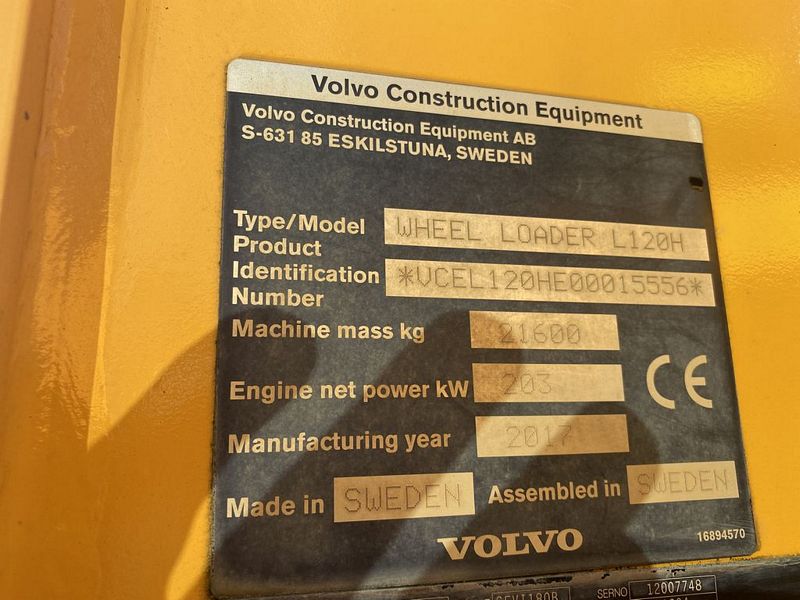 Volvo Construction Equipment
Volvo Construction Equipment AB
S-631 85 ESKILSTUNA, SWEDEN
Type/Model WHEEL LOADER L120H
Product
Identification *VCEL120HE00015556*
Number
Machine mass kg 21600
Engine net power kW 203
Manufacturing year 2017
CE
Made in SWEDEN Assembled in SWEDEN
VOLVO
16894570
SERNO 12007748